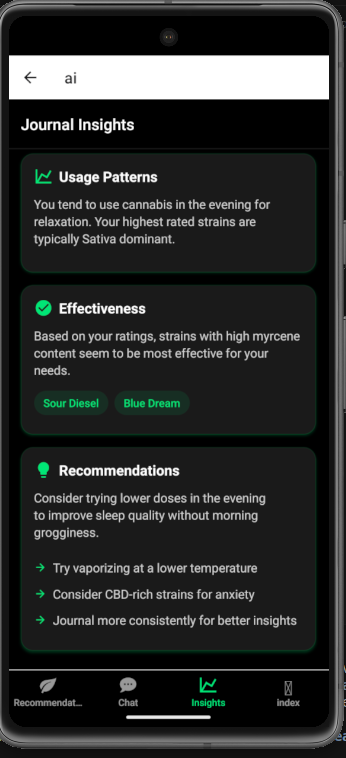 ai
Journal Insights
Usage Patterns
You tend to use cannabis in the evening for
relaxation. Your highest rated strains are
typically Sativa dominant.
Effectiveness
Based on your ratings, strains with high myrcene
content seem to be most effective for your
needs.
Sour Diesel Blue Dream
Recommendations
Consider trying lower doses in the evening
to improve sleep quality without morning
grogginess.
Try vaporizing at a lower temperature
Consider CBD-rich strains for anxiety
Journal more consistently for better insights
Recommendat... Chat Insights index